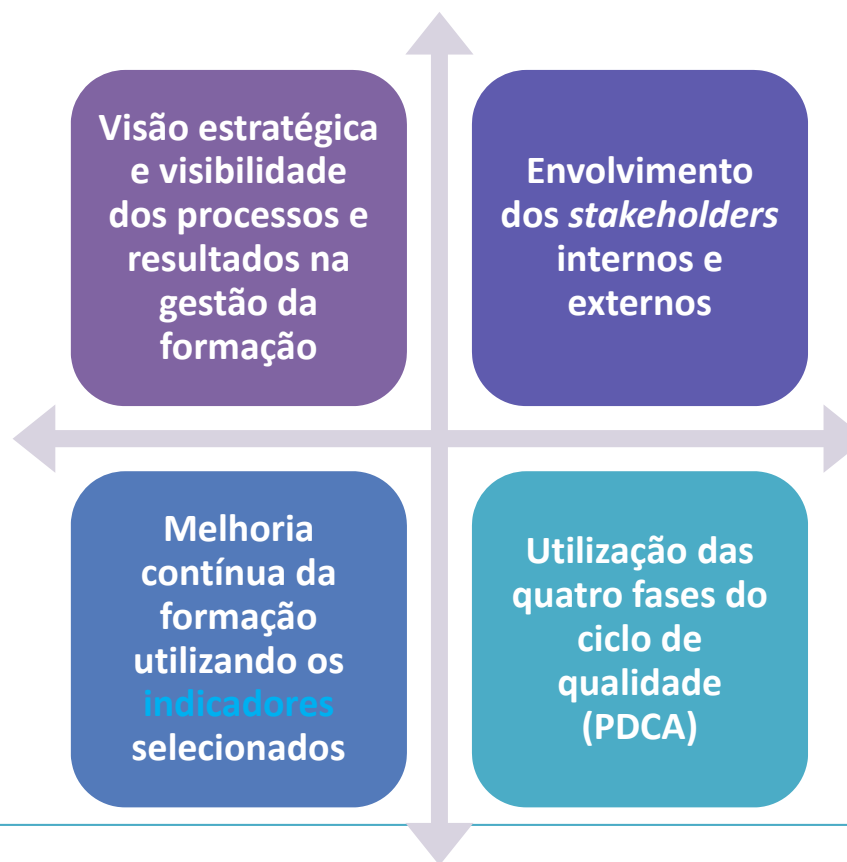 Visão estratégica
e visibilidade
dos processos e
resultados na
gestão da
formação
Envolvimento
dos stakeholders
internos e
externos
Melhoria
contínua da
formação
utilizando os
indicadores
selecionados
Utilização das
quatro fases do
ciclo de
qualidade
(PDCA)